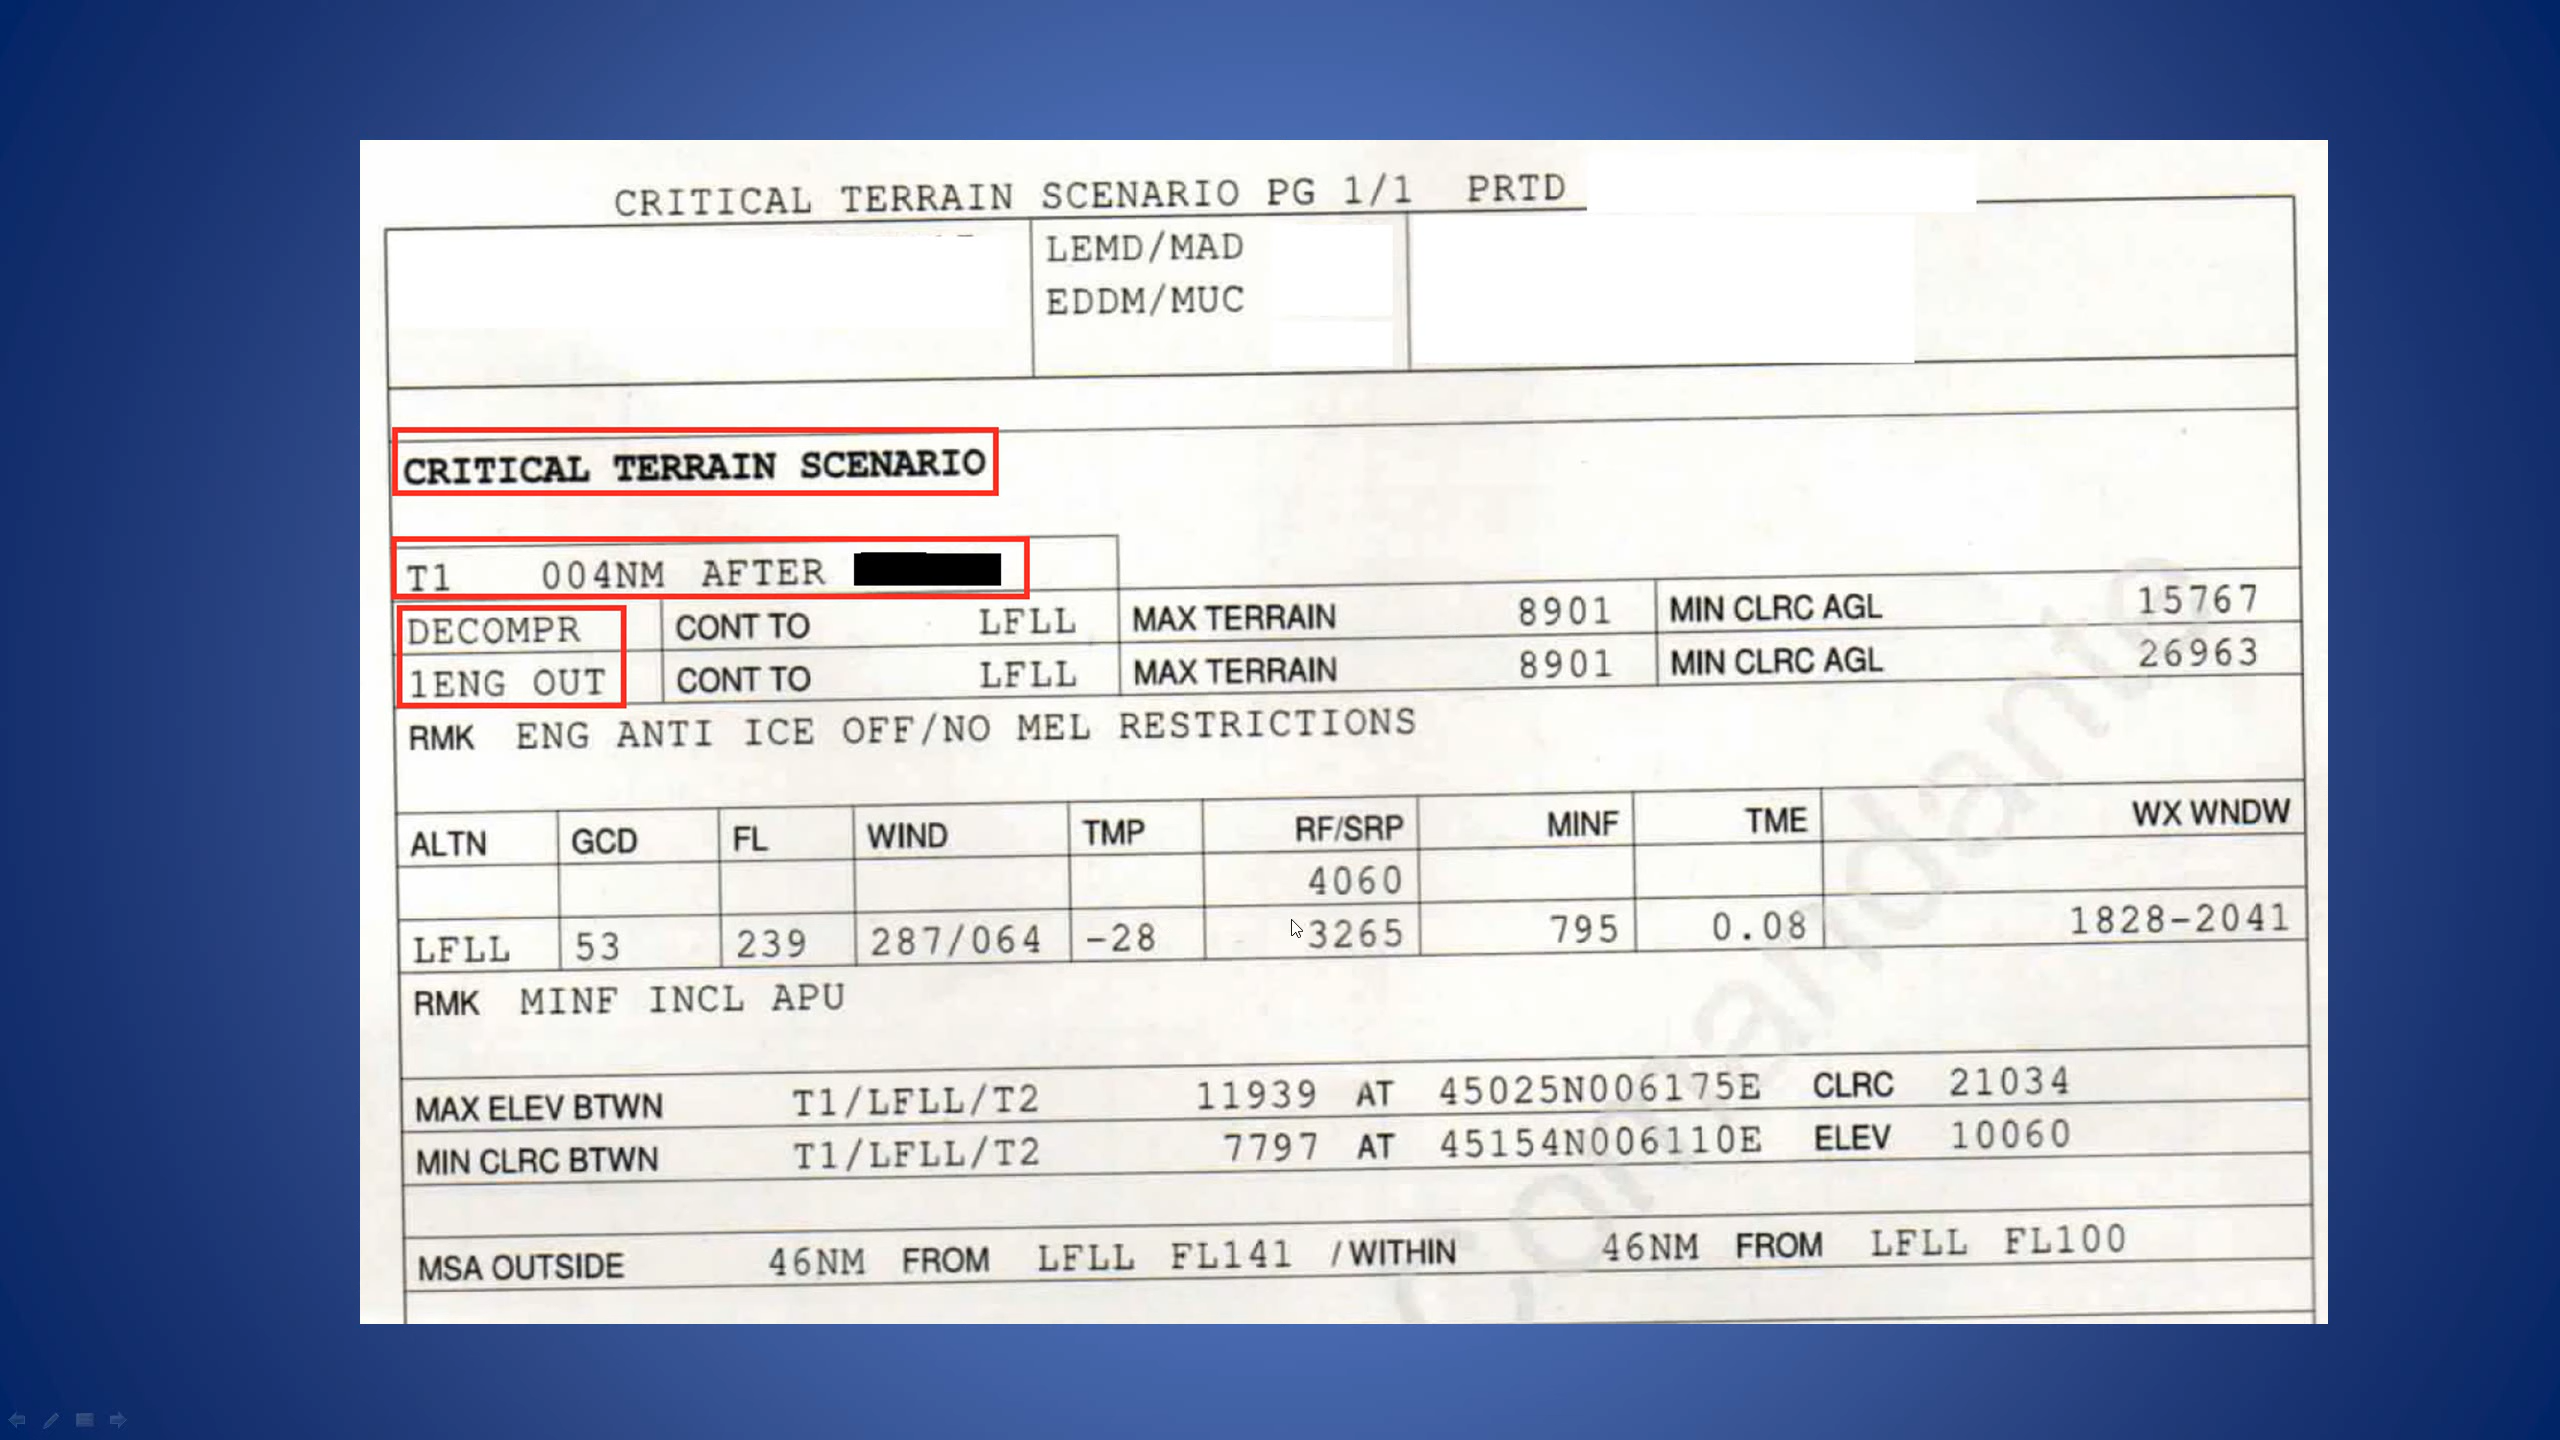 CRITICAL TERRAIN SCENARIO PG 1/1 PRTD
LEMD/MAD
EDDM/MUC
CRITICAL TERRAIN SCENARIO
T1 004NM AFTER
DECOMPR CONT TO LFLL MAX TERRAIN 8901 MIN CLRC AGL 15767
1ENG OUT CONT TO LFLL MAX TERRAIN 8901 MIN CLRC AGL 26963
RMK ENG ANTI ICE OFF/NO MEL RESTRICTIONS
ALTN GCD FL WIND TMP RF/SRP MINF TME WX WNDW
4060
LFLL 53 239 287/064 -28 3265 795 0.08 1828-2041
RMK MINF INCL APU
MAX ELEV BTWN T1/LFLL/T2 11939 AT 45025N006175E CLRC 21034
MIN CLRC BTWN T1/LFLL/T2 7797 AT 45154N006110E ELEV 10060
MSA OUTSIDE 46NM FROM LFLL FL141 / WITHIN 46NM FROM LFLL FL100
Comandante